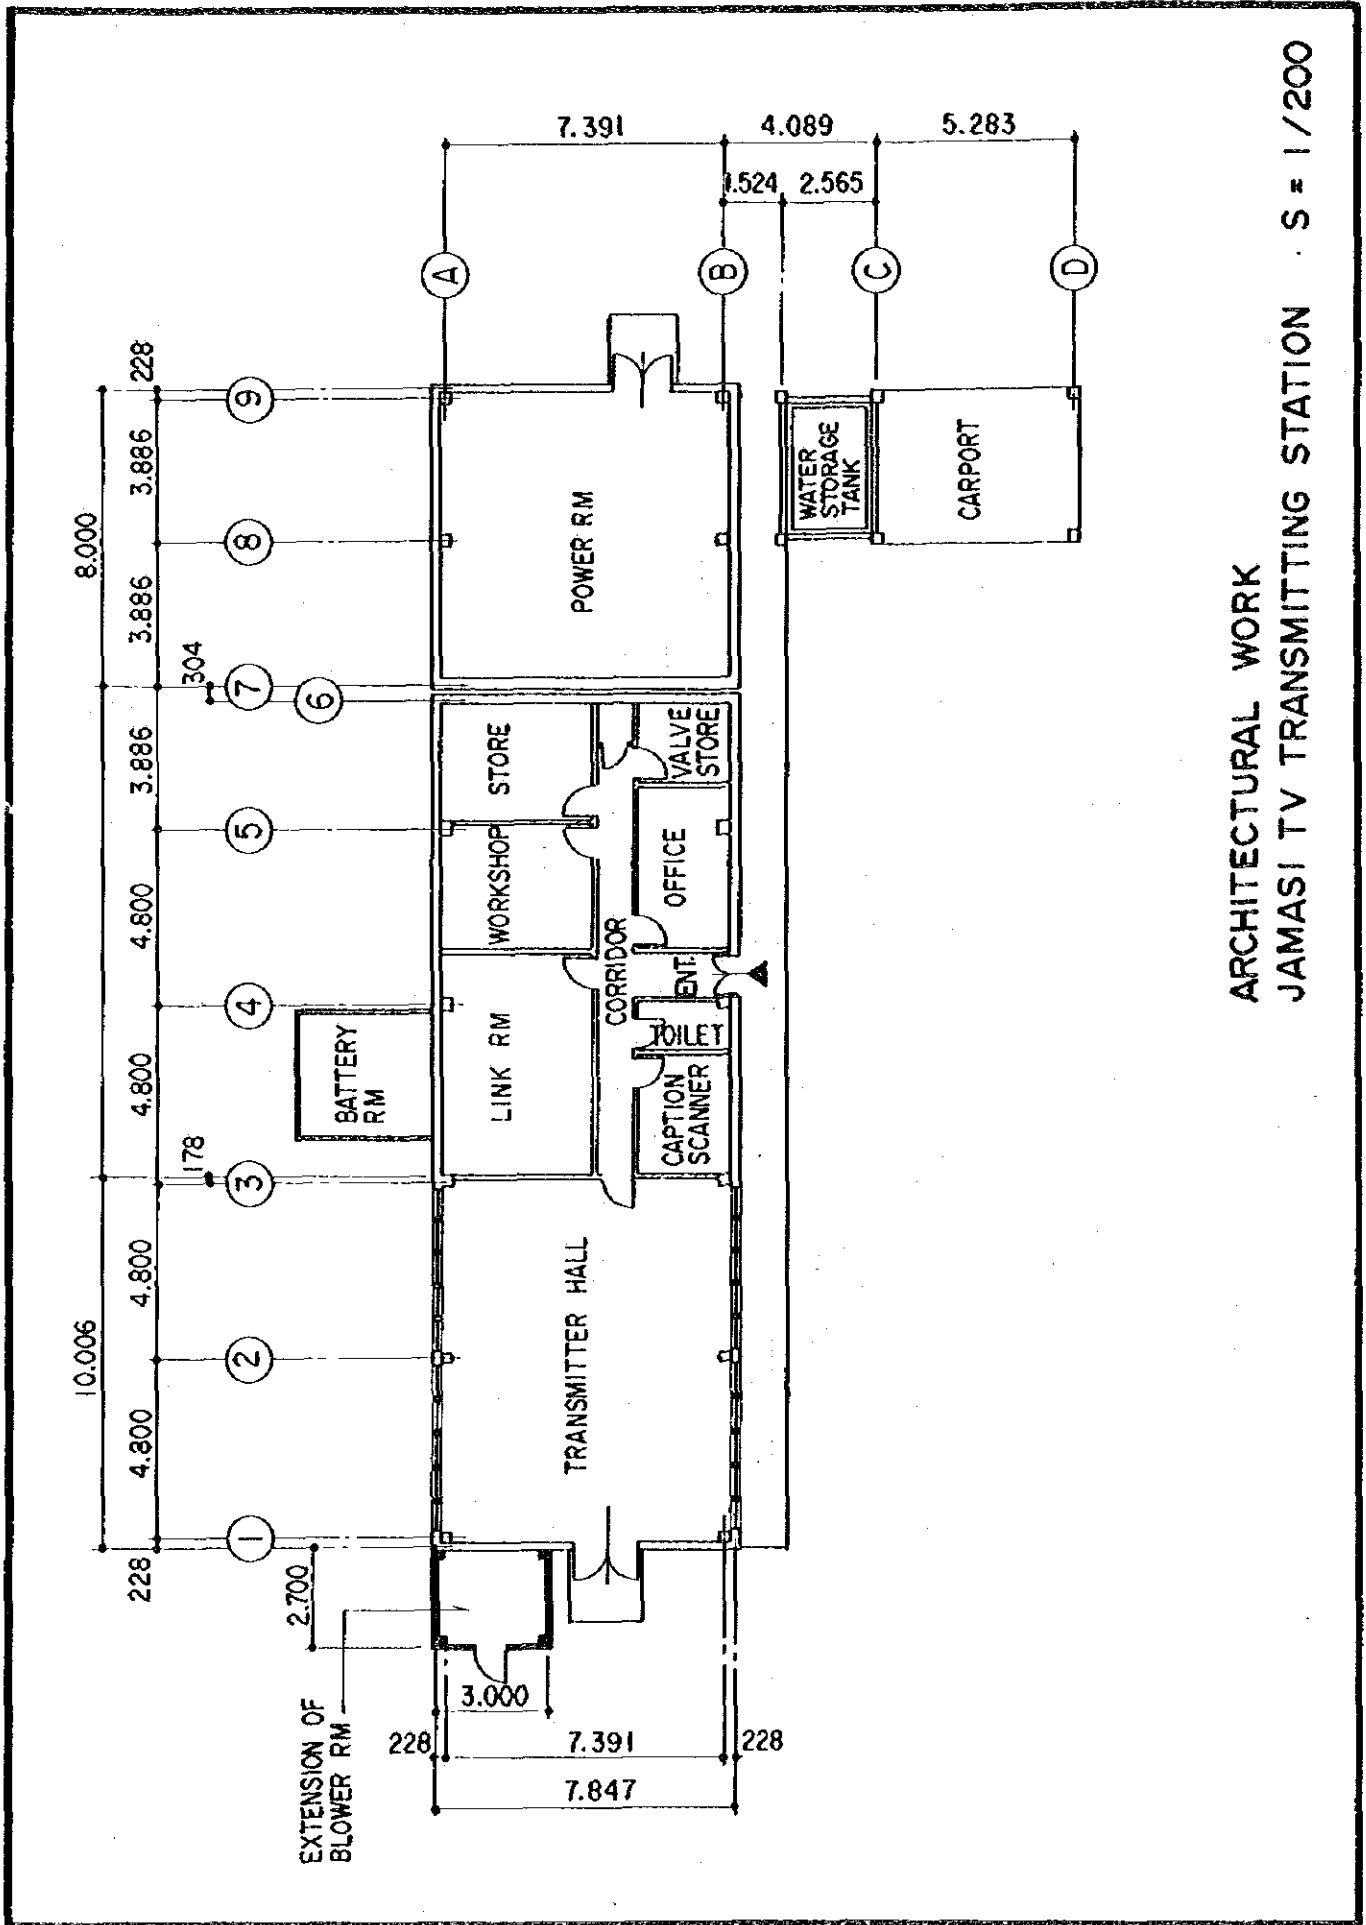 8.000
10.006
228
3.886
3.886
3.886
4.800
4.800
4.800
4.800
228
304
178
9
8
7
6
5
4
3
2
1
2.700
7.391
4.089
5.283
1.524
2.565
A
B
C
D
BATTERY
RM
POWER RM
STORE
WORKSHOP
LINK RM
CORRIDOR
VALVE
STORE
OFFICE
ENT.
TOILET
CAPTION
SCANNER
TRANSMITTER HALL
WATER
STORAGE
TANK
CARPORT
EXTENSION OF
BLOWER RM
3.000
228
7.391
228
7.847
ARCHITECTURAL WORK
JAMASI TV TRANSMITTING STATION S = 1/200